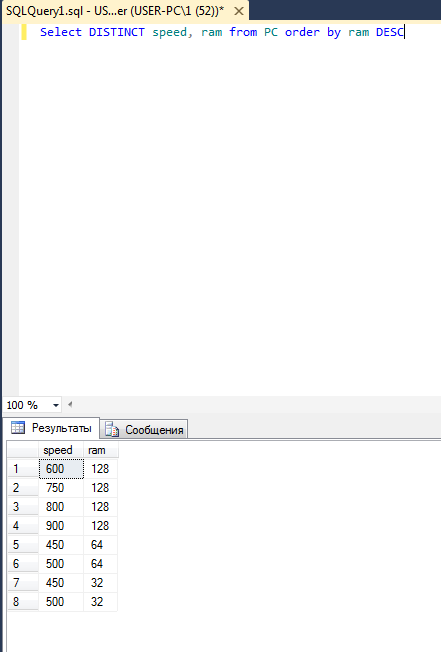 SQLQuery1.sql - US...er (USER-PC\1 (52))* ×
Select DISTINCT speed, ram from PC order by ram DESC
100 %
Результаты Сообщения
speed ram
1 600 128
2 750 128
3 800 128
4 900 128
5 450 64
6 500 64
7 450 32
8 500 32